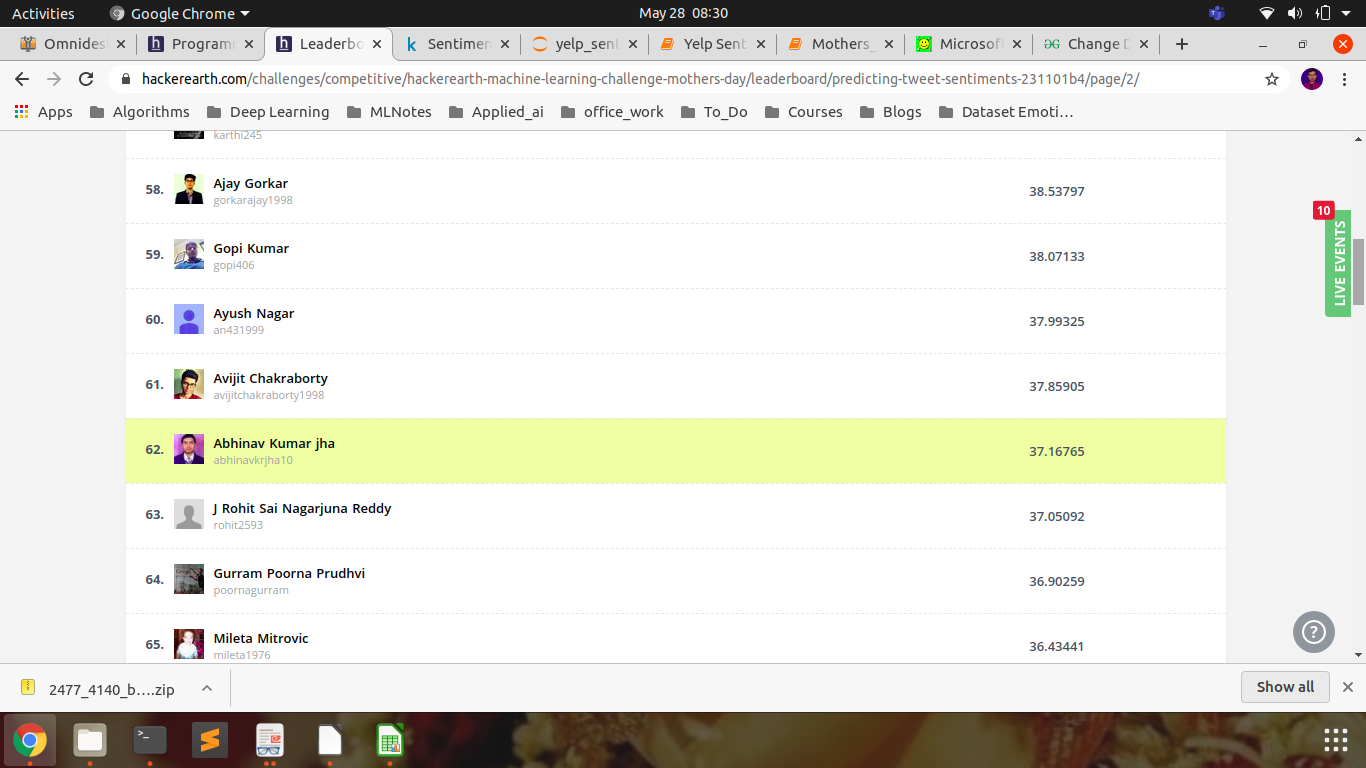 Activities Google Chrome May 28 08:30
Omnides Programm Leaderbo Sentimen yelp_sent Yelp Sent Mothers_ Microsof Change D
hackerearth.com/challenges/competitive/hackerearth-machine-learning-challenge-mothers-day/leaderboard/predicting-tweet-sentiments-231101b4/page/2/
Apps Algorithms Deep Learning MLNotes Applied_ai office_work To_Do Courses Blogs Dataset Emoti...
karthi245
58. Ajay Gorkar 38.53797
gorkarajay1998
10
LIVE EVENTS
59. Gopi Kumar 38.07133
gopi406
60. Ayush Nagar 37.99325
an431999
61. Avijit Chakraborty 37.85905
avijitchakraborty1998
62. Abhinav Kumar jha 37.16765
abhinavkrjha10
63. J Rohit Sai Nagarjuna Reddy 37.05092
rohit2593
64. Gurram Poorna Prudhvi 36.90259
poornagurram
65. Mileta Mitrovic 36.43441
mileta1976
2477_4140_b....zip Show all